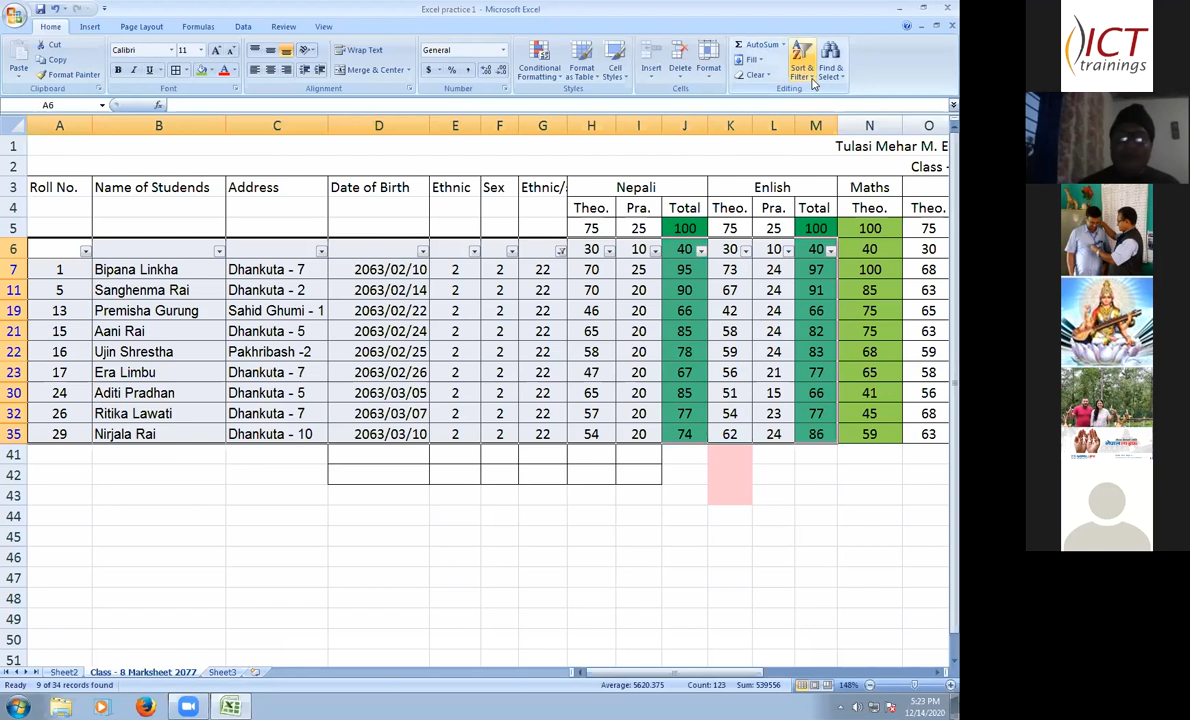 Excel practice 1 - Microsoft Excel
Home Insert Page Layout Formulas Data Review View
Cut
Copy
Format Painter
Paste
Clipboard
Calibri 11
B I U
Font
Wrap Text
Merge & Center
Alignment
General
$ % ,
Number
Conditional Formatting
Format as Table
Cell Styles
Styles
Insert Delete Format
Cells
Σ AutoSum
Fill
Clear
Sort & Filter
Find & Select
Editing
A6 fx
A B C D E F G H I J K L M N O
1 Tulasi Mehar M. E
2 Class -
3 Roll No. Name of Studends Address Date of Birth Ethnic Sex Ethnic/s Nepali Enlish Maths
4 Theo. Pra. Total Theo. Pra. Total Theo. Theo.
5 75 25 100 75 25 100 100 75
6 30 10 40 30 10 40 40 30
7 1 Bipana Linkha Dhankuta - 7 2063/02/10 2 2 22 70 25 95 73 24 97 100 68
11 5 Sanghenma Rai Dhankuta - 2 2063/02/14 2 2 22 70 20 90 67 24 91 85 63
19 13 Premisha Gurung Sahid Ghumi - 1 2063/02/22 2 2 22 46 20 66 42 24 66 75 65
21 15 Aani Rai Dhankuta - 5 2063/02/24 2 2 22 65 20 85 58 24 82 75 63
22 16 Ujin Shrestha Pakhribash -2 2063/02/25 2 2 22 58 20 78 59 24 83 68 59
23 17 Era Limbu Dhankuta - 7 2063/02/26 2 2 22 47 20 67 56 21 77 65 58
30 24 Aditi Pradhan Dhankuta - 5 2063/03/05 2 2 22 65 20 85 51 15 66 41 56
32 26 Ritika Lawati Dhankuta - 7 2063/03/07 2 2 22 57 20 77 54 23 77 45 68
35 29 Nirjala Rai Dhankuta - 10 2063/03/10 2 2 22 54 20 74 62 24 86 59 63
41
42
43
44
45
46
47
48
49
50
51
Sheet2 Class - 8 Marksheet 2077 Sheet3
Ready 9 of 34 records found Average: 5620.375 Count: 123 Sum: 539556 148%
5:23 PM
12/14/2020
ICT
trainings